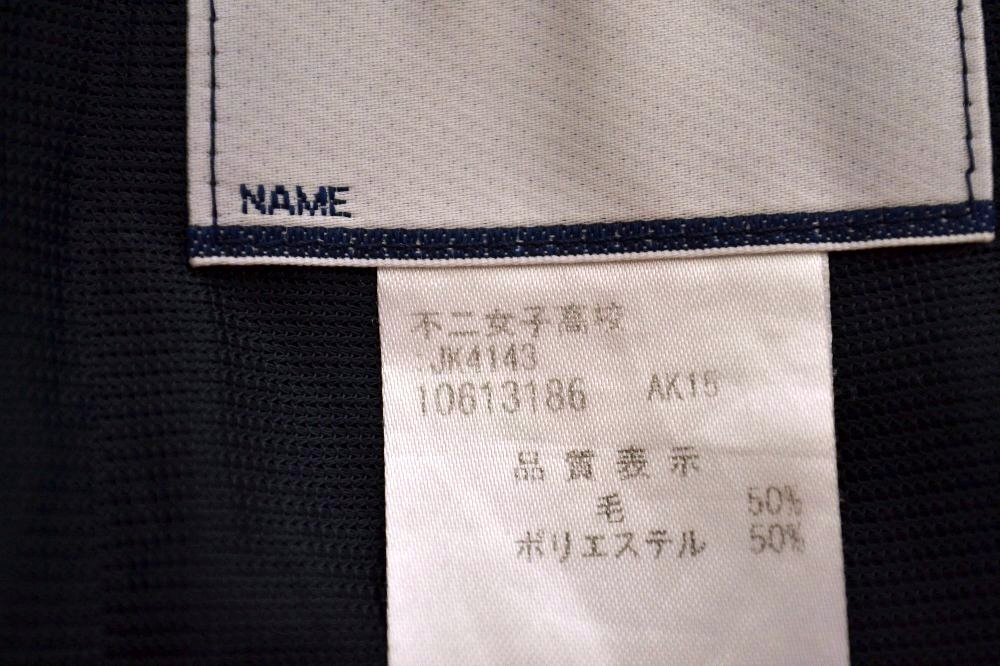 NAME
不二女子高校
:JK4143
10613186 AK15
品質表示
毛 50%
ポリエステル 50%